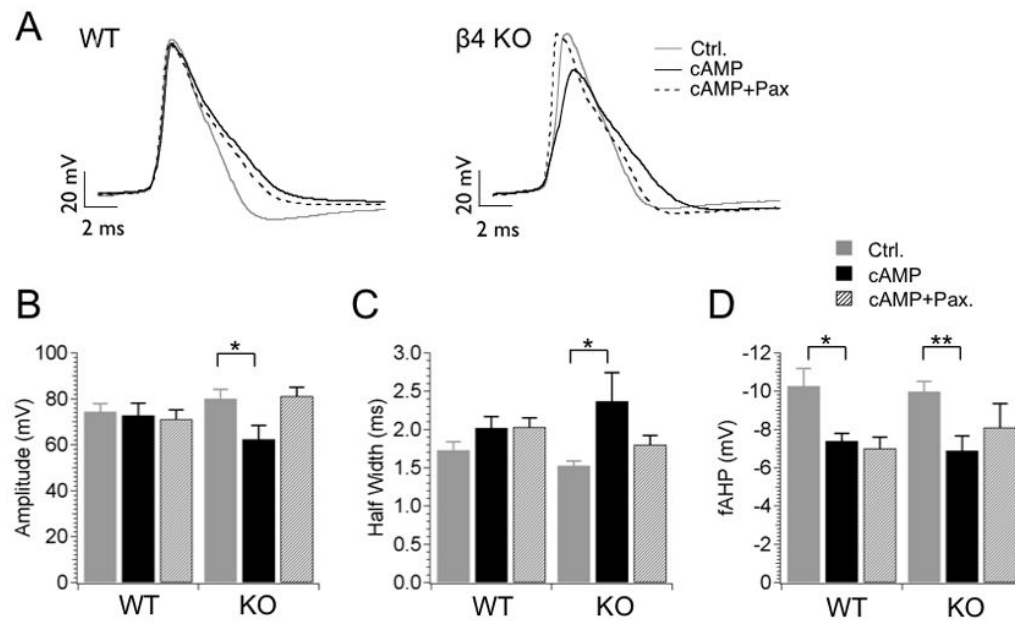 A
WT
20 mV
2 ms
β4 KO
Ctrl.
cAMP
cAMP+Pax
20 mV
2 ms
Ctrl.
cAMP
cAMP+Pax.
B
Amplitude (mV)
100
80
60
40
20
0
*
WT KO
C
Half Width (ms)
3.0
2.5
2.0
1.5
1.0
0.5
0.0
*
WT KO
D
fAHP (mV)
-12
-10
-8
-6
-4
-2
0
*
**
WT KO